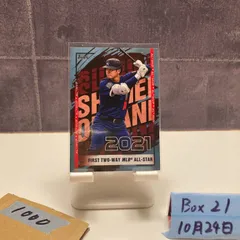 SHOHEI
OHTANI
2021
FIRST TWO-WAY MLB® ALL-STAR
1000
Box 21
10月24日